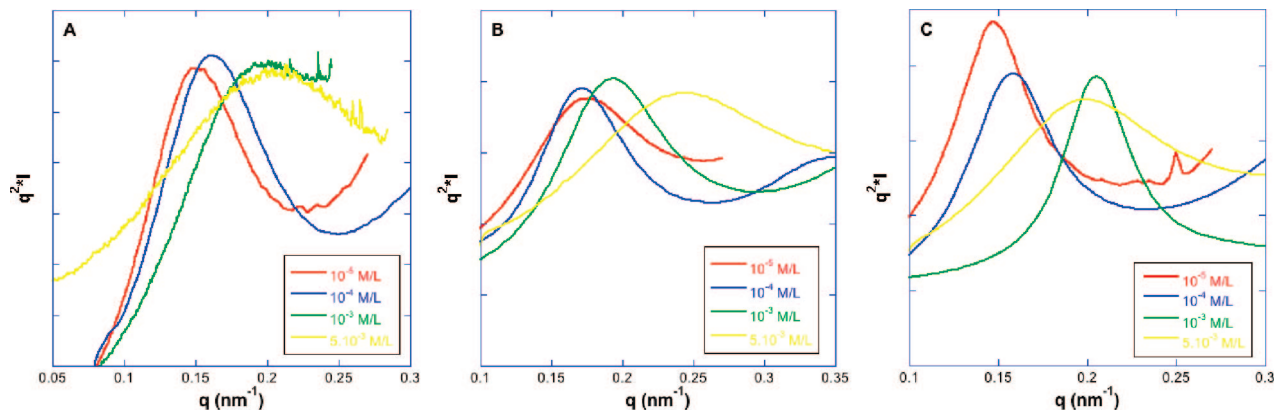 A
q²*I
10⁻⁵ M/L
10⁻⁴ M/L
10⁻³ M/L
5.10⁻³ M/L
0.05 0.1 0.15 0.2 0.25 0.3
q (nm⁻¹)
B
q²*I
10⁻⁵ M/L
10⁻⁴ M/L
10⁻³ M/L
5.10⁻³ M/L
0.1 0.15 0.2 0.25 0.3 0.35
q (nm⁻¹)
C
q²*I
10⁻⁵ M/L
10⁻⁴ M/L
10⁻³ M/L
5.10⁻³ M/L
0.1 0.15 0.2 0.25 0.3
q (nm⁻¹)